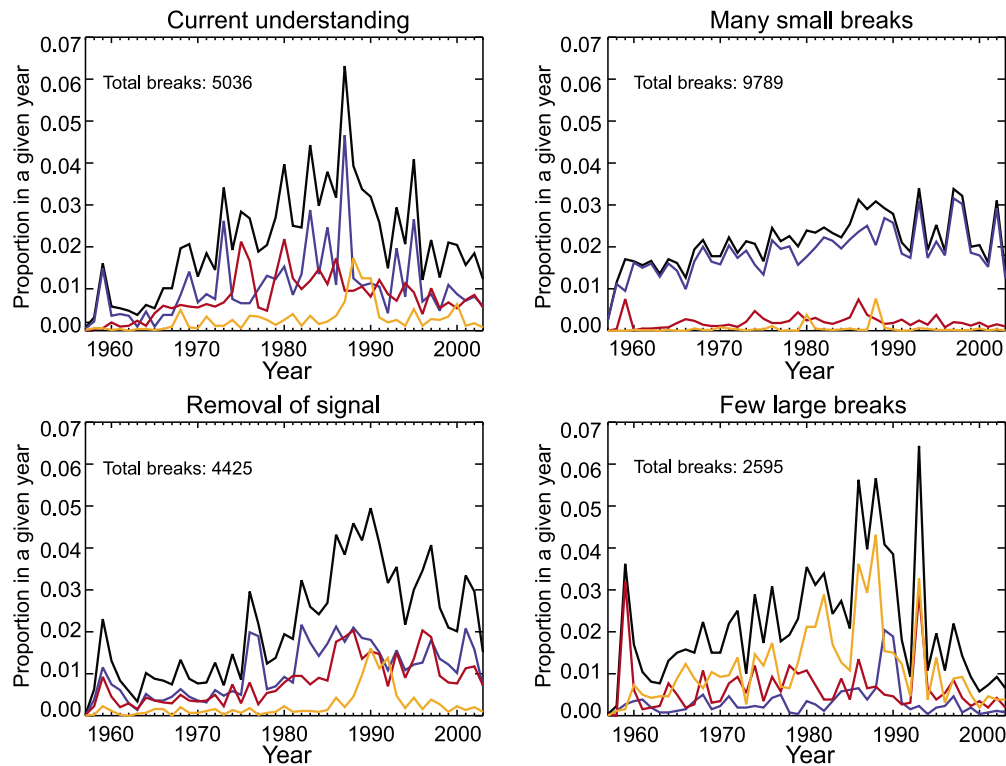 Current understanding
Proportion in a given year
0.07
0.06
0.05
0.04
0.03
0.02
0.01
0.00
Total breaks: 5036
1960 1970 1980 1990 2000
Year
Many small breaks
Proportion in a given year
0.07
0.06
0.05
0.04
0.03
0.02
0.01
0.00
Total breaks: 9789
1960 1970 1980 1990 2000
Year
Removal of signal
Proportion in a given year
0.07
0.06
0.05
0.04
0.03
0.02
0.01
0.00
Total breaks: 4425
1960 1970 1980 1990 2000
Year
Few large breaks
Proportion in a given year
0.07
0.06
0.05
0.04
0.03
0.02
0.01
0.00
Total breaks: 2595
1960 1970 1980 1990 2000
Year